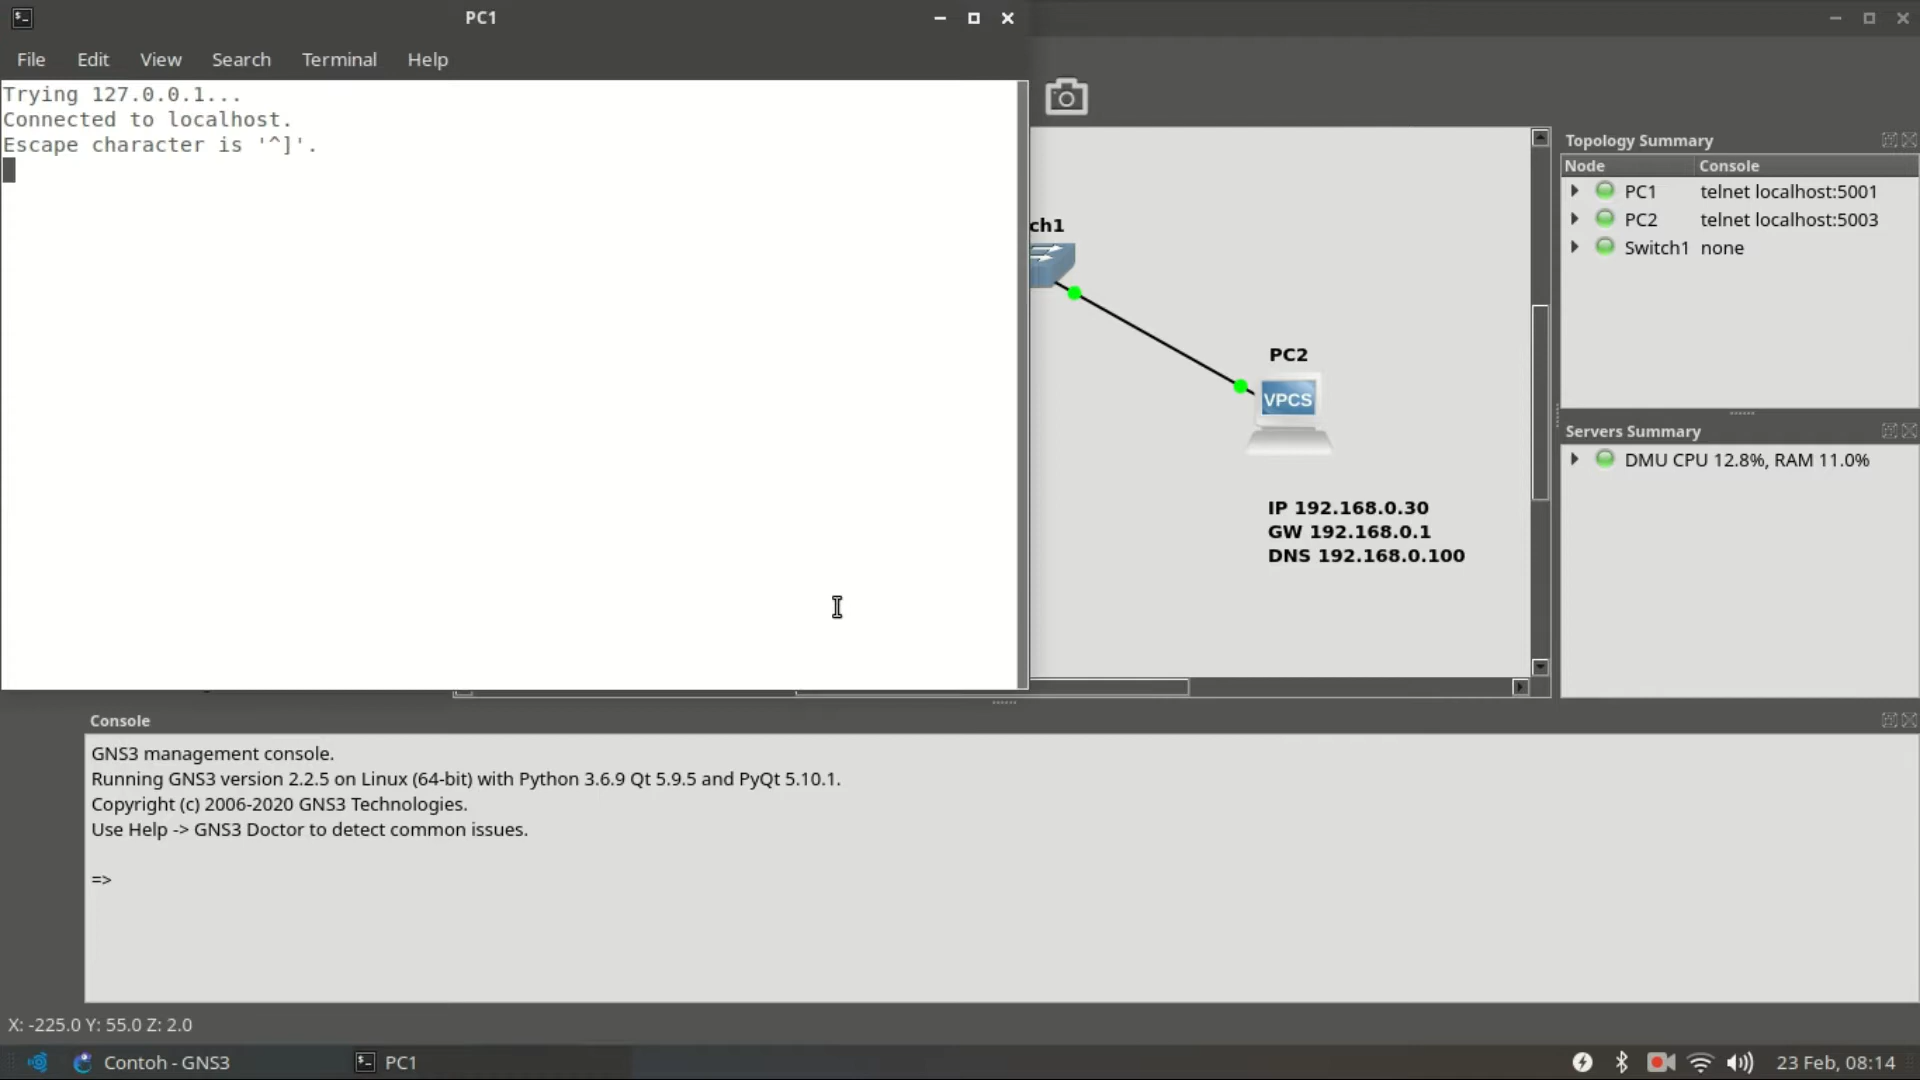 PC1
File Edit View Search Terminal Help
Trying 127.0.0.1...
Connected to localhost.
Escape character is '^]'.
ch1
PC2
VPCS
IP 192.168.0.30
GW 192.168.0.1
DNS 192.168.0.100
Topology Summary
Node Console
PC1 telnet localhost:5001
PC2 telnet localhost:5003
Switch1 none
Servers Summary
DMU CPU 12.8%, RAM 11.0%
Console
GNS3 management console.
Running GNS3 version 2.2.5 on Linux (64-bit) with Python 3.6.9 Qt 5.9.5 and PyQt 5.10.1.
Copyright (c) 2006-2020 GNS3 Technologies.
Use Help -> GNS3 Doctor to detect common issues.
=>
X: -225.0 Y: 55.0 Z: 2.0
Contoh - GNS3 PC1 23 Feb, 08:14